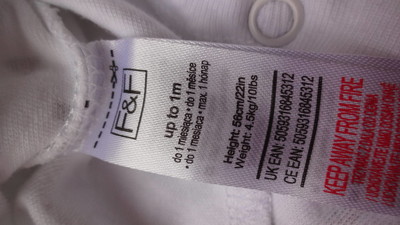 F&F
up to 1m
do 1 miesiąca • do 1 měsíce
• do 1 mesiaca • max. 1 hónap
Height: 56cm/22in
Weight: 4.5kg/10lbs
UK EAN: 5059316845312
CE EAN: 5059316845312
KEEP AWAY FROM FIRE